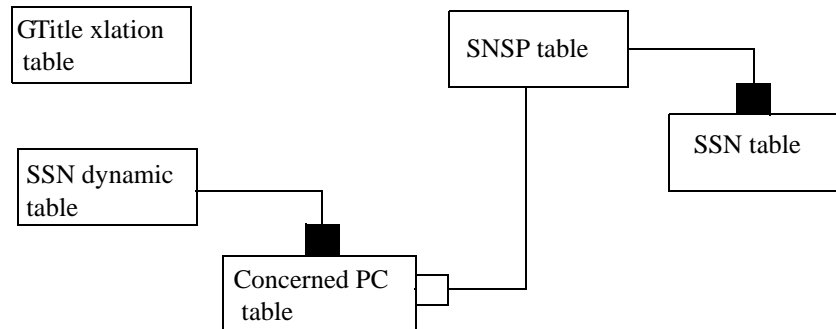 GTitle xlation
table
SNSP table
SSN table
SSN dynamic
table
Concerned PC
table